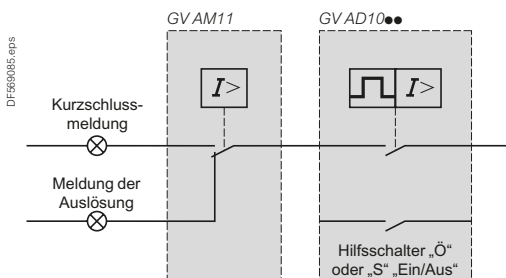 GV AM11
GV AD10●●
DF569085.eps
I>
I>
Kurzschluss-
meldung
Meldung der
Auslösung
Hilfsschalter „Ö“
oder „S“ „Ein/Aus“